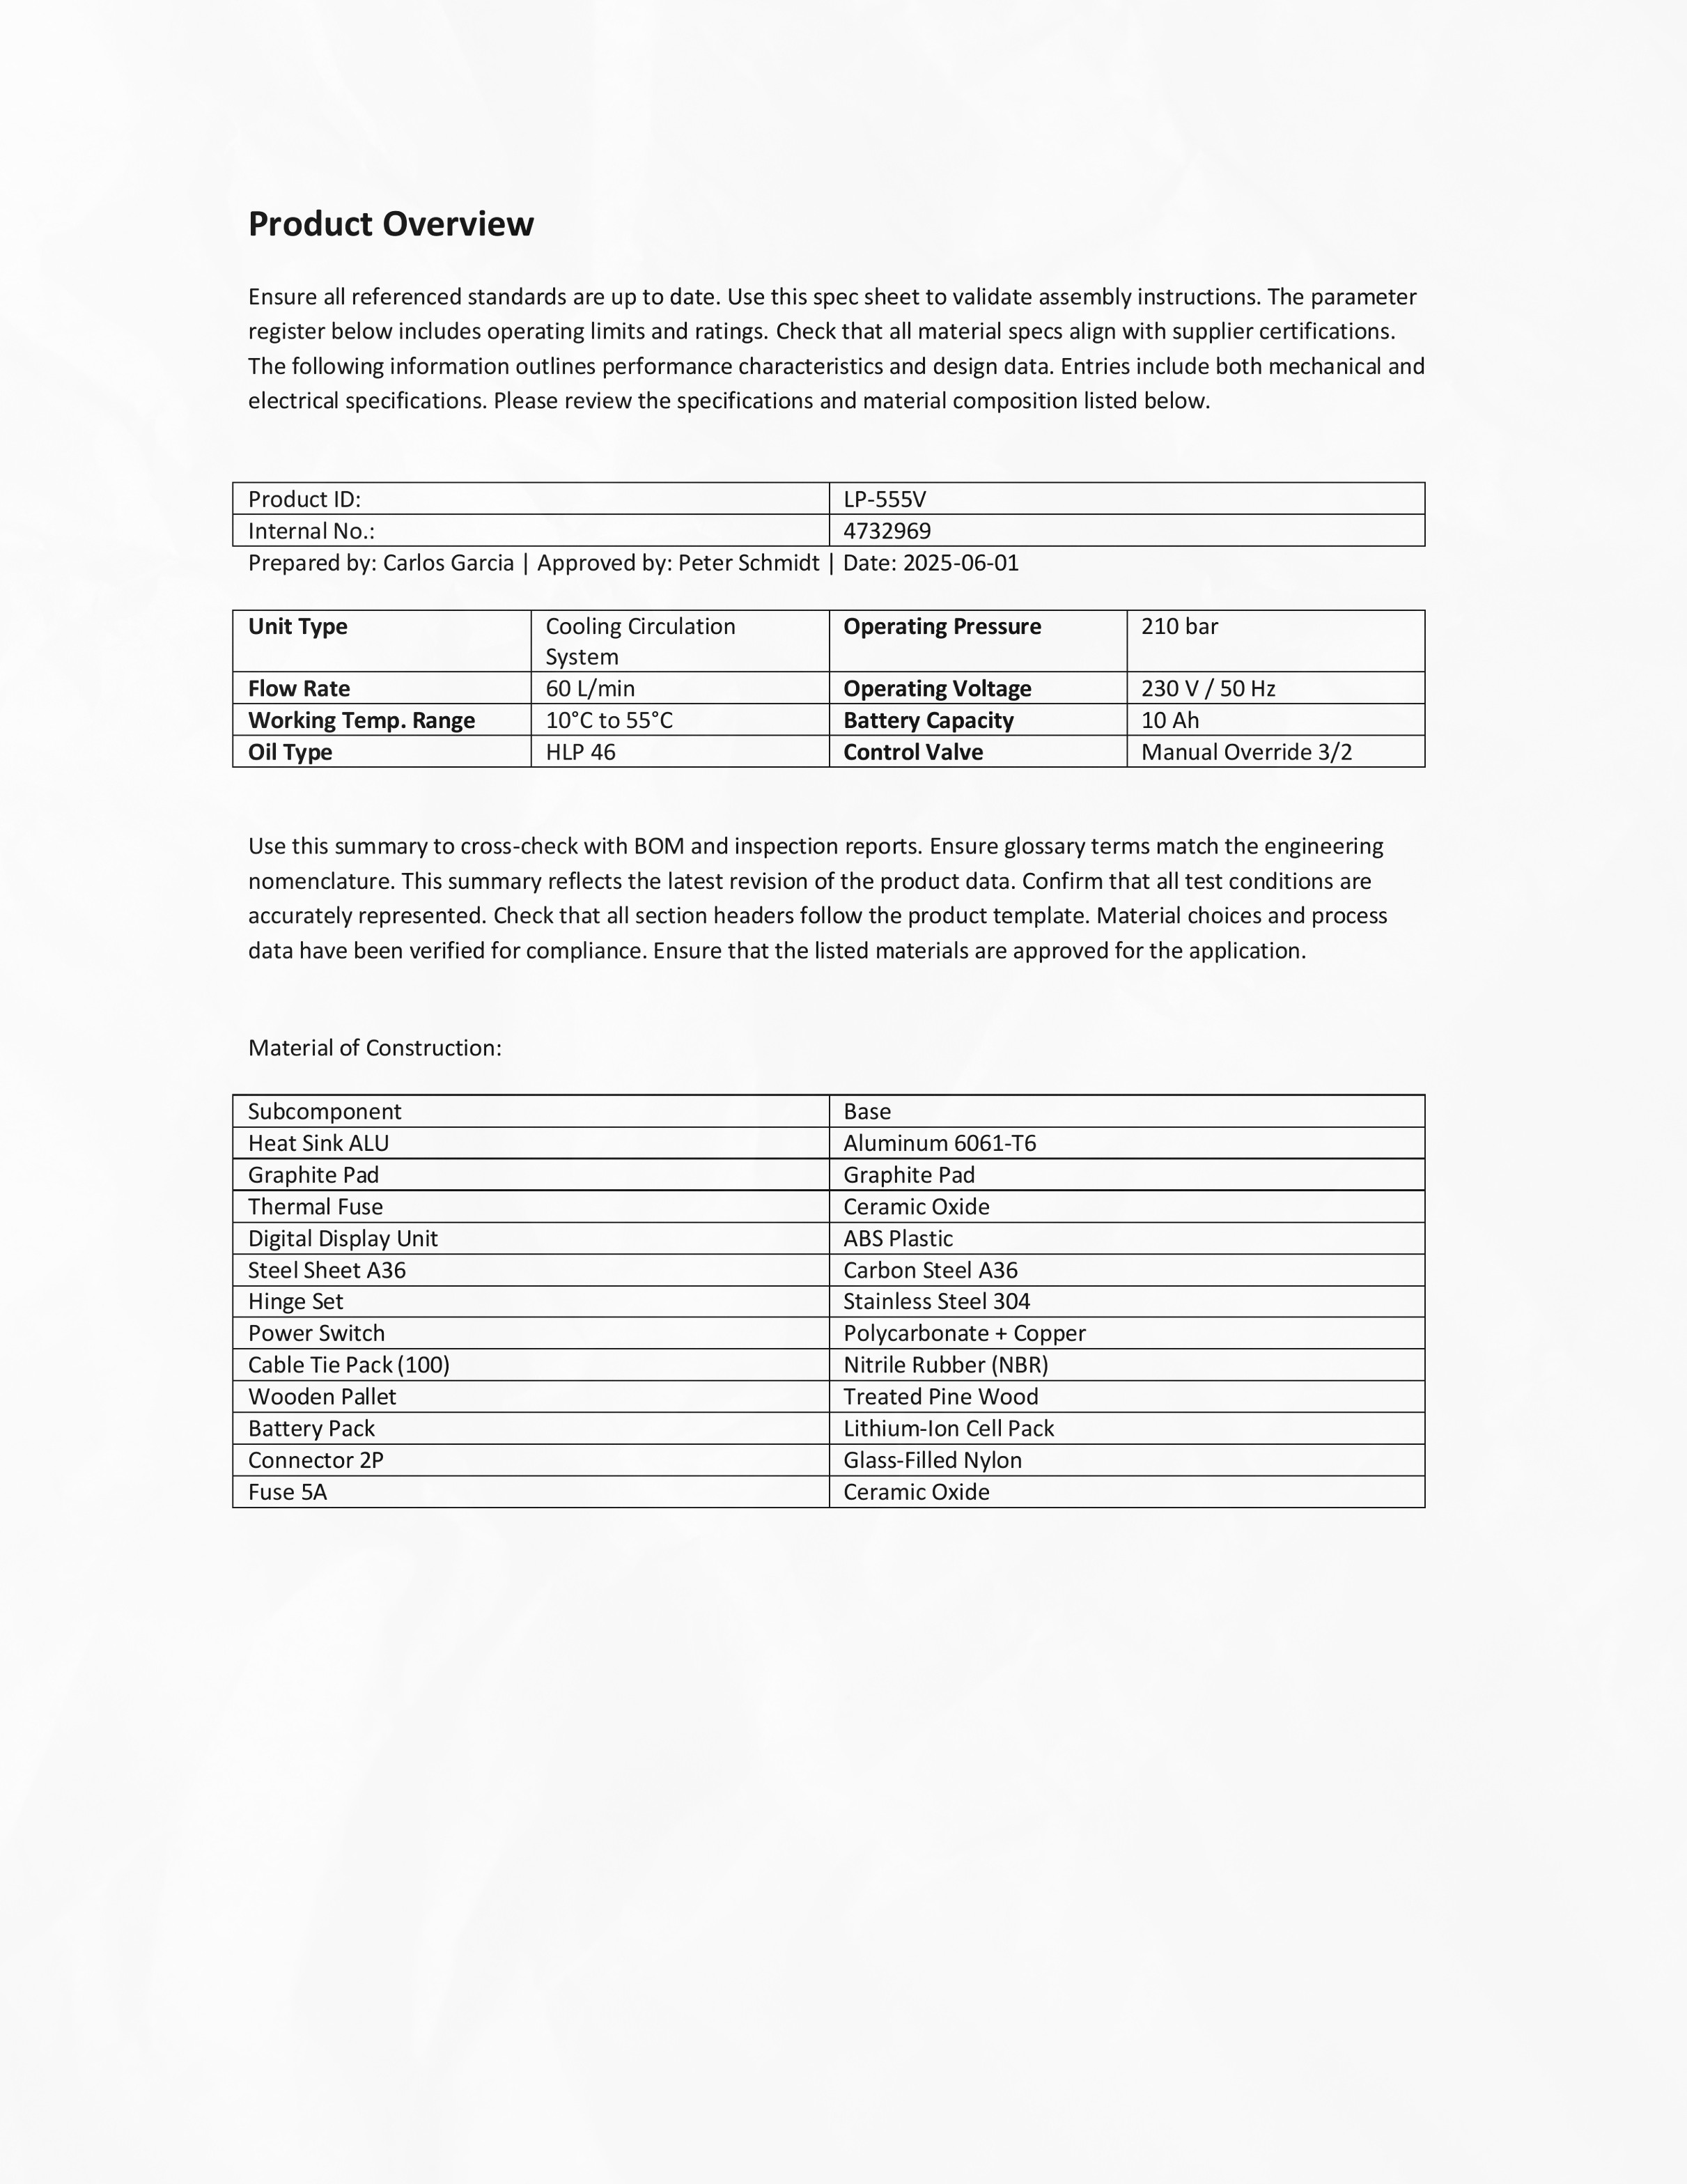 Product Overview
Ensure all referenced standards are up to date. Use this spec sheet to validate assembly instructions. The parameter
register below includes operating limits and ratings. Check that all material specs align with supplier certifications.
The following information outlines performance characteristics and design data. Entries include both mechanical and
electrical specifications. Please review the specifications and material composition listed below.
Product ID: LP-555V
Internal No.: 4732969
Prepared by: Carlos Garcia | Approved by: Peter Schmidt | Date: 2025-06-01
Unit Type Cooling Circulation System Operating Pressure 210 bar
Flow Rate 60 L/min Operating Voltage 230 V / 50 Hz
Working Temp. Range 10°C to 55°C Battery Capacity 10 Ah
Oil Type HLP 46 Control Valve Manual Override 3/2
Use this summary to cross-check with BOM and inspection reports. Ensure glossary terms match the engineering
nomenclature. This summary reflects the latest revision of the product data. Confirm that all test conditions are
accurately represented. Check that all section headers follow the product template. Material choices and process
data have been verified for compliance. Ensure that the listed materials are approved for the application.
Material of Construction:
Subcomponent Base
Heat Sink ALU Aluminum 6061-T6
Graphite Pad Graphite Pad
Thermal Fuse Ceramic Oxide
Digital Display Unit ABS Plastic
Steel Sheet A36 Carbon Steel A36
Hinge Set Stainless Steel 304
Power Switch Polycarbonate + Copper
Cable Tie Pack (100) Nitrile Rubber (NBR)
Wooden Pallet Treated Pine Wood
Battery Pack Lithium-Ion Cell Pack
Connector 2P Glass-Filled Nylon
Fuse 5A Ceramic Oxide